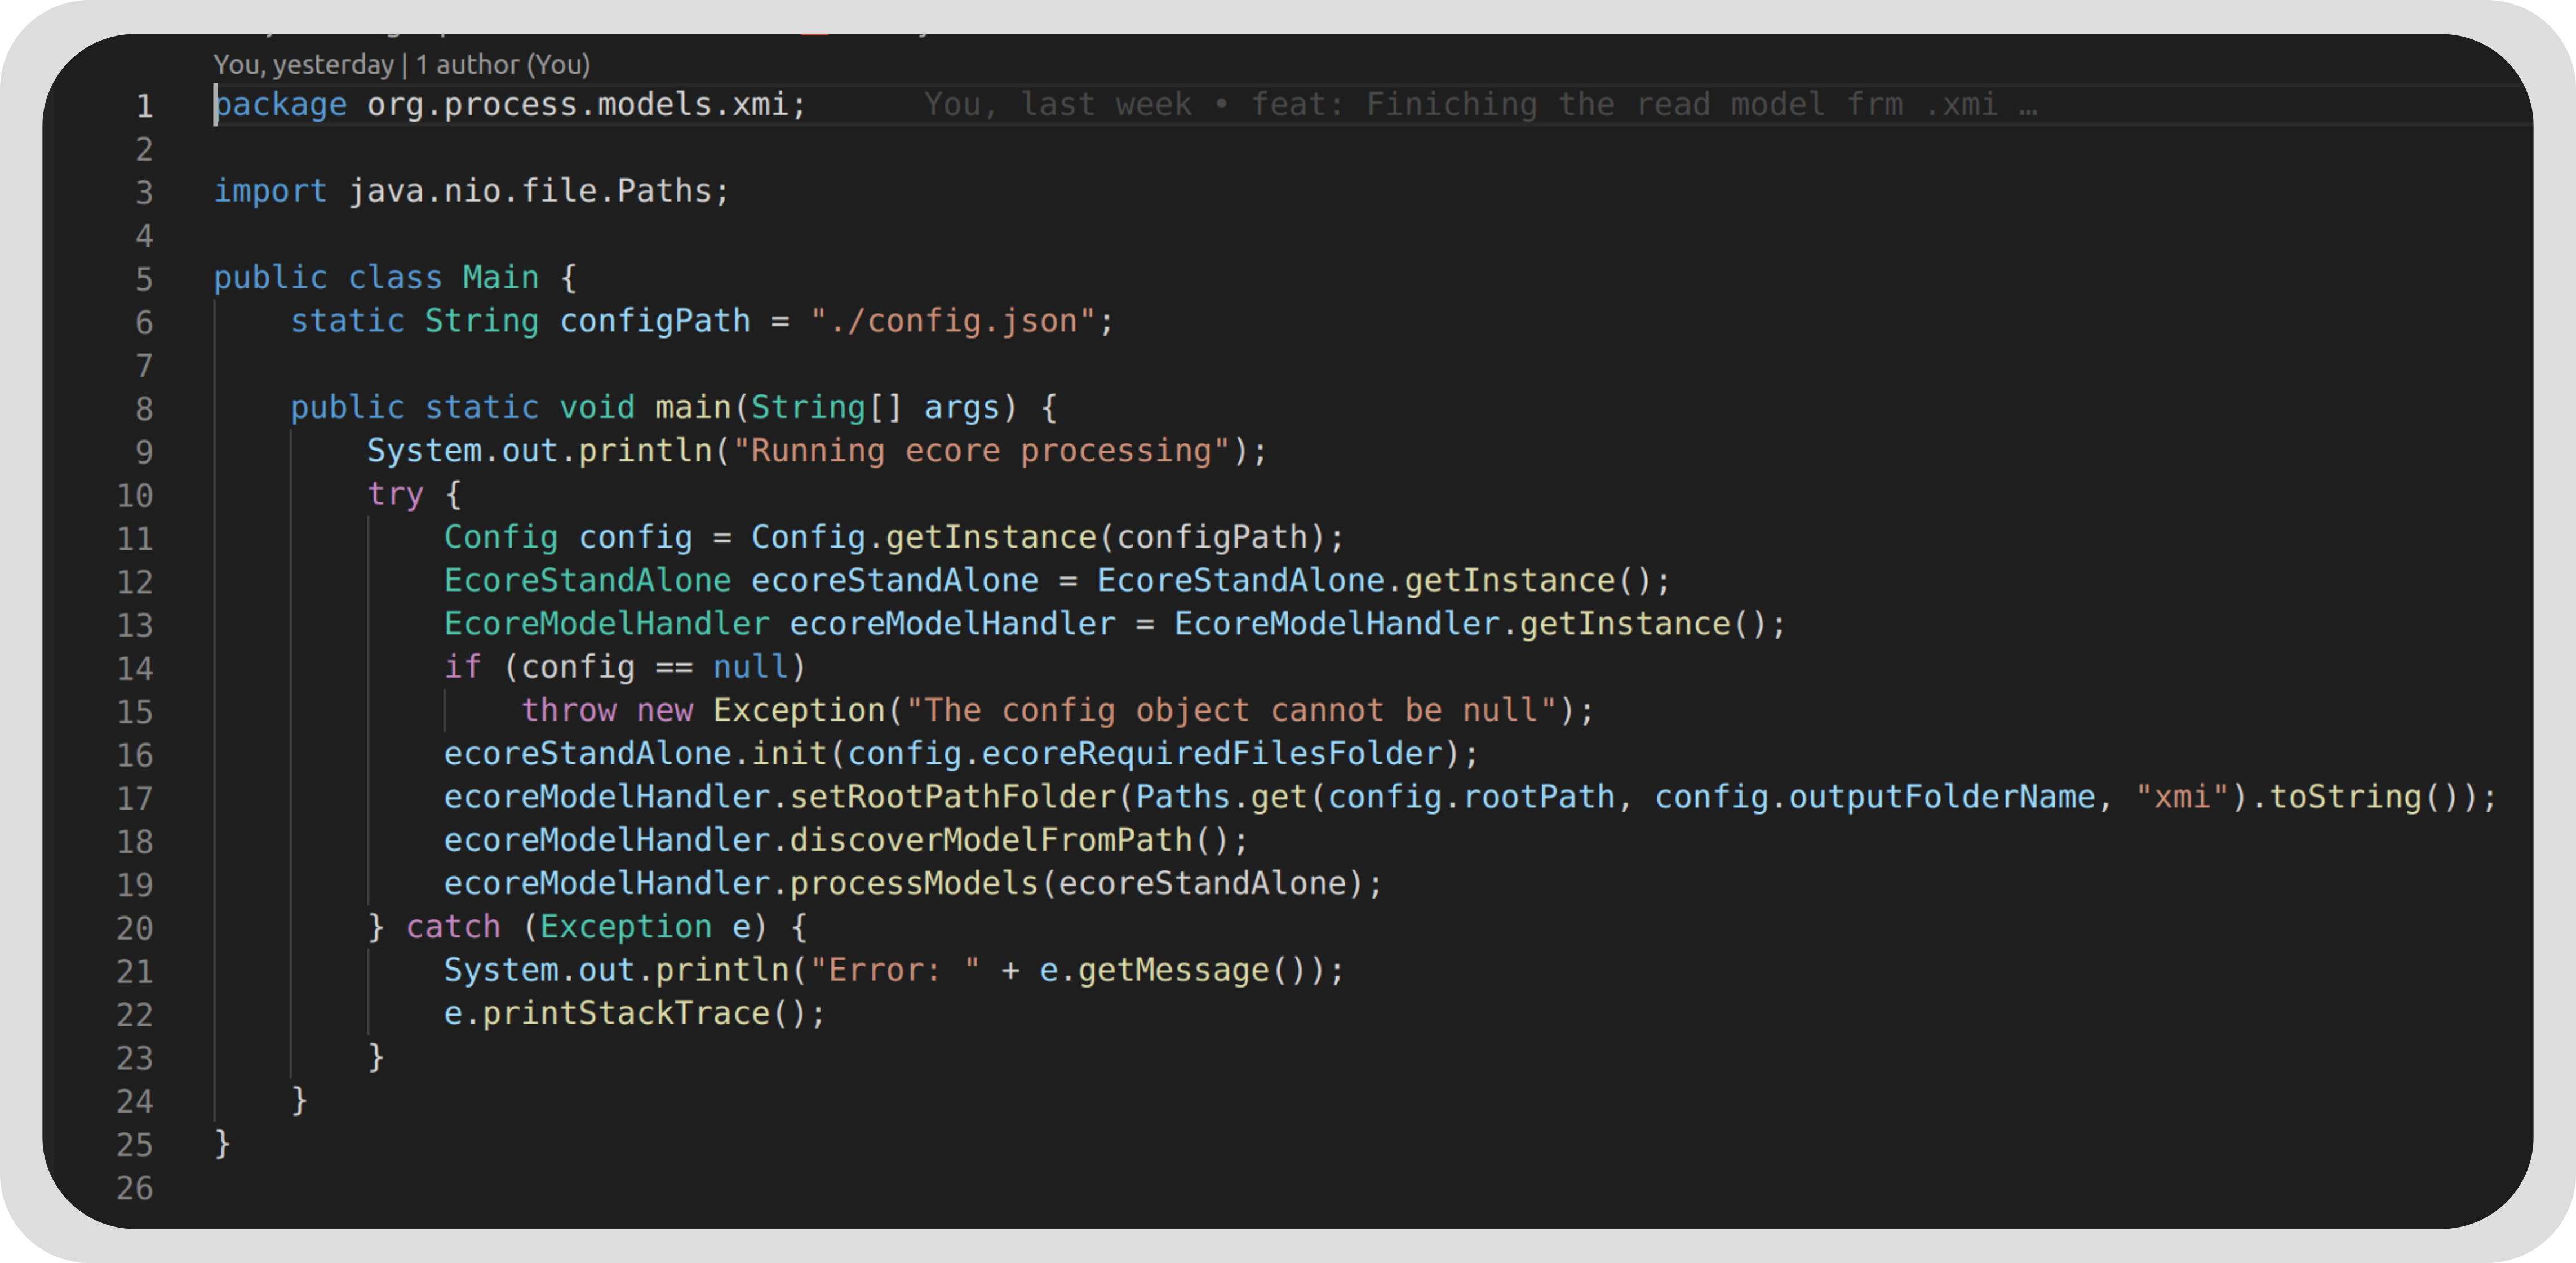 You, yesterday | 1 author (You)
1 package org.process.models.xmi; You, last week • feat: Finiching the read model frm .xmi …
2
3 import java.nio.file.Paths;
4
5 public class Main {
6 static String configPath = "./config.json";
7
8 public static void main(String[] args) {
9 System.out.println("Running ecore processing");
10 try {
11 Config config = Config.getInstance(configPath);
12 EcoreStandAlone ecoreStandAlone = EcoreStandAlone.getInstance();
13 EcoreModelHandler ecoreModelHandler = EcoreModelHandler.getInstance();
14 if (config == null)
15 throw new Exception("The config object cannot be null");
16 ecoreStandAlone.init(config.ecoreRequiredFilesFolder);
17 ecoreModelHandler.setRootPathFolder(Paths.get(config.rootPath, config.outputFolderName, "xmi").toString());
18 ecoreModelHandler.discoverModelFromPath();
19 ecoreModelHandler.processModels(ecoreStandAlone);
20 } catch (Exception e) {
21 System.out.println("Error: " + e.getMessage());
22 e.printStackTrace();
23 }
24 }
25 }
26